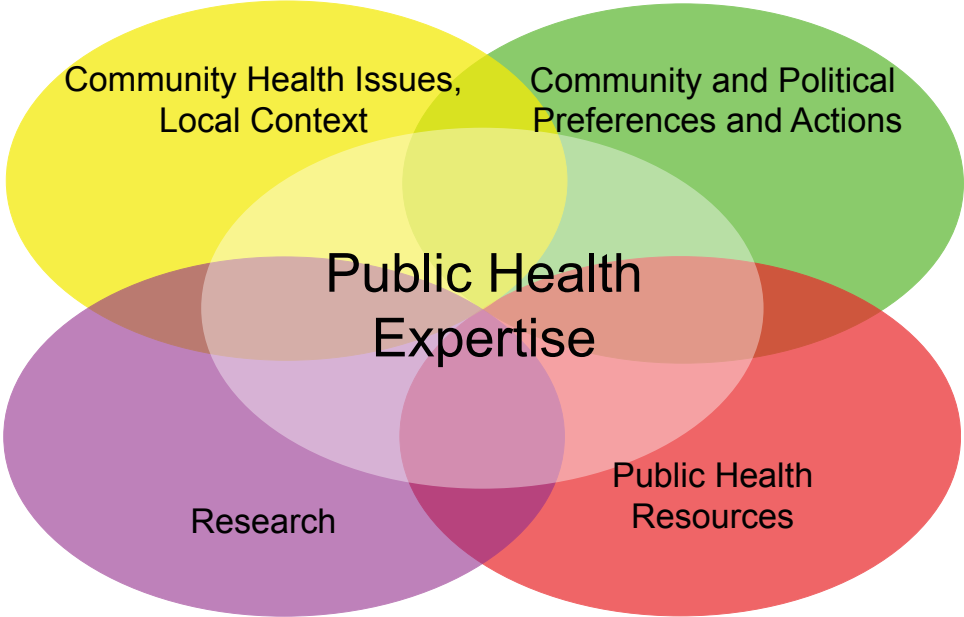 Community Health Issues,
Local Context
Community and Political
Preferences and Actions
Public Health
Expertise
Research
Public Health
Resources